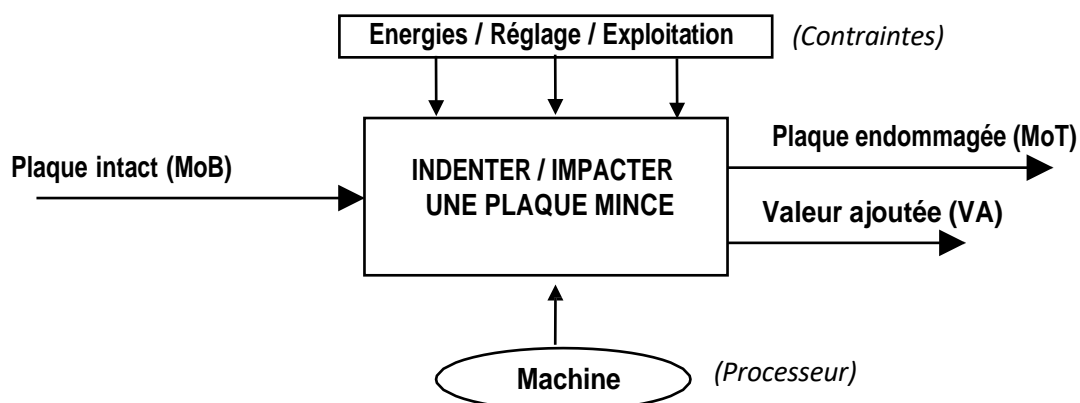 Energies / Réglage / Exploitation
(Contraintes)
Plaque intact (MoB)
INDENTER / IMPACTER
UNE PLAQUE MINCE
Plaque endommagée (MoT)
Valeur ajoutée (VA)
Machine
(Processeur)